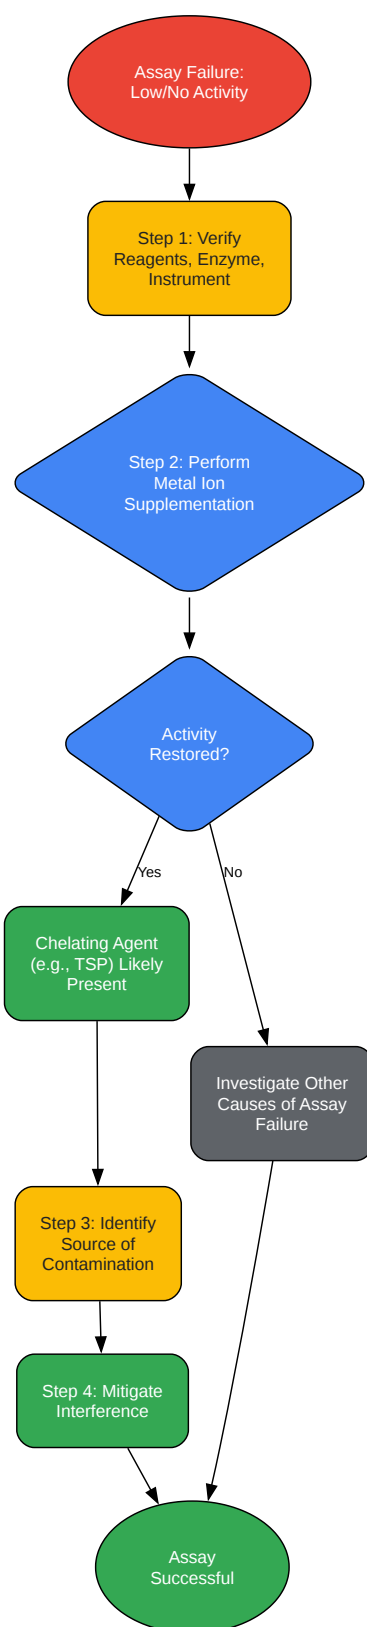 Assay Failure:
Low/No Activity
Step 1: Verify
Reagents, Enzyme,
Instrument
Step 2: Perform
Metal Ion
Supplementation
Activity
Restored?
Yes
No
Chelating Agent
(e.g., TSP) Likely
Present
Investigate Other
Causes of Assay
Failure
Step 3: Identify
Source of
Contamination
Step 4: Mitigate
Interference
Assay
Successful